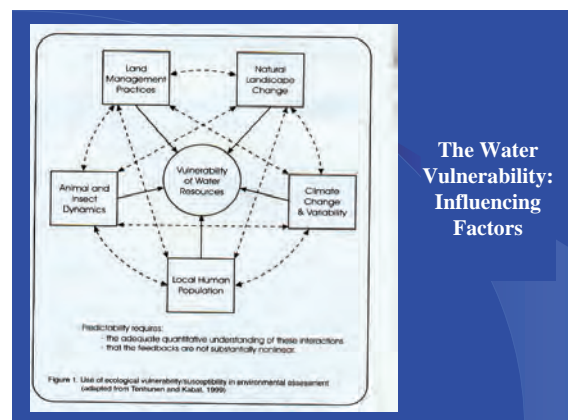 Land
Management
Practices
Natural
Landscape
Change
Vulnerability
of Water
Resources
Animal and
Insect
Dynamics
Climate
Change
& Variability
Local Human
Population
Predictability requires:
- the adequate quantitative understanding of these interactions
- that the feedbacks are not substantially nonlinear.
Figure 1. Use of ecological vulnerability/susceptibility in environmental assessment
(adapted from Tenhunen and Kabat, 1999)
The Water
Vulnerability:
Influencing
Factors